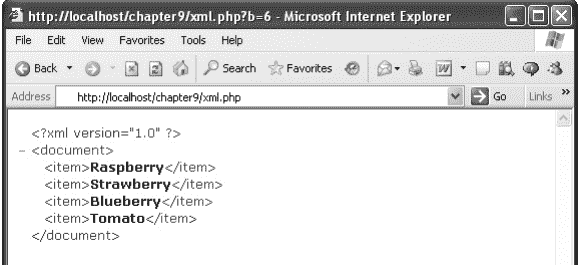 http://localhost/chapter9/xml.php?b=6 - Microsoft Internet Explorer
File Edit View Favorites Tools Help
Back Search Favorites W
Address http://localhost/chapter9/xml.php Go Links »
<?xml version="1.0" ?>
- <document>
<item>Raspberry</item>
<item>Strawberry</item>
<item>Blueberry</item>
<item>Tomato</item>
</document>